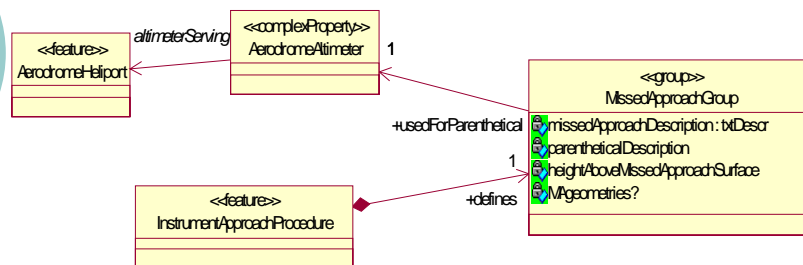 <<feature>>
AerodromeHeliport
altimeterServing
<<complexProperty>>
AerodromeAltimeter
1
<<group>>
MissedApproachGroup
missedApproachDescription : txtDescr
parentheticalDescription
heightAboveMissedApproachSurface
MAgeometries?
+usedForParenthetical
1
+defines
<<feature>>
InstrumentApproachProcedure